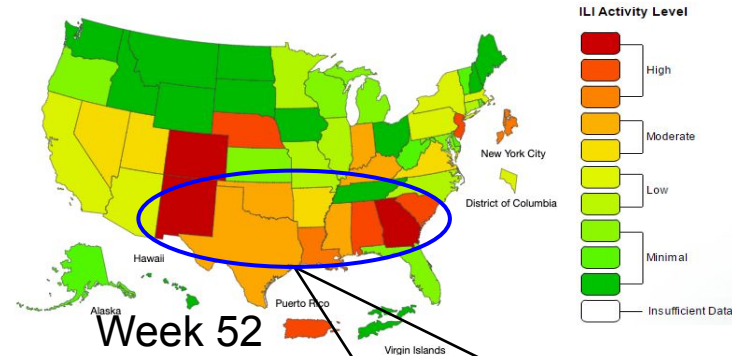 ILI Activity Level
High
Moderate
Low
Minimal
Insufficient Data
New York City
District of Columbia
Hawaii
Alaska
Puerto Rico
Week 52
Virgin Islands